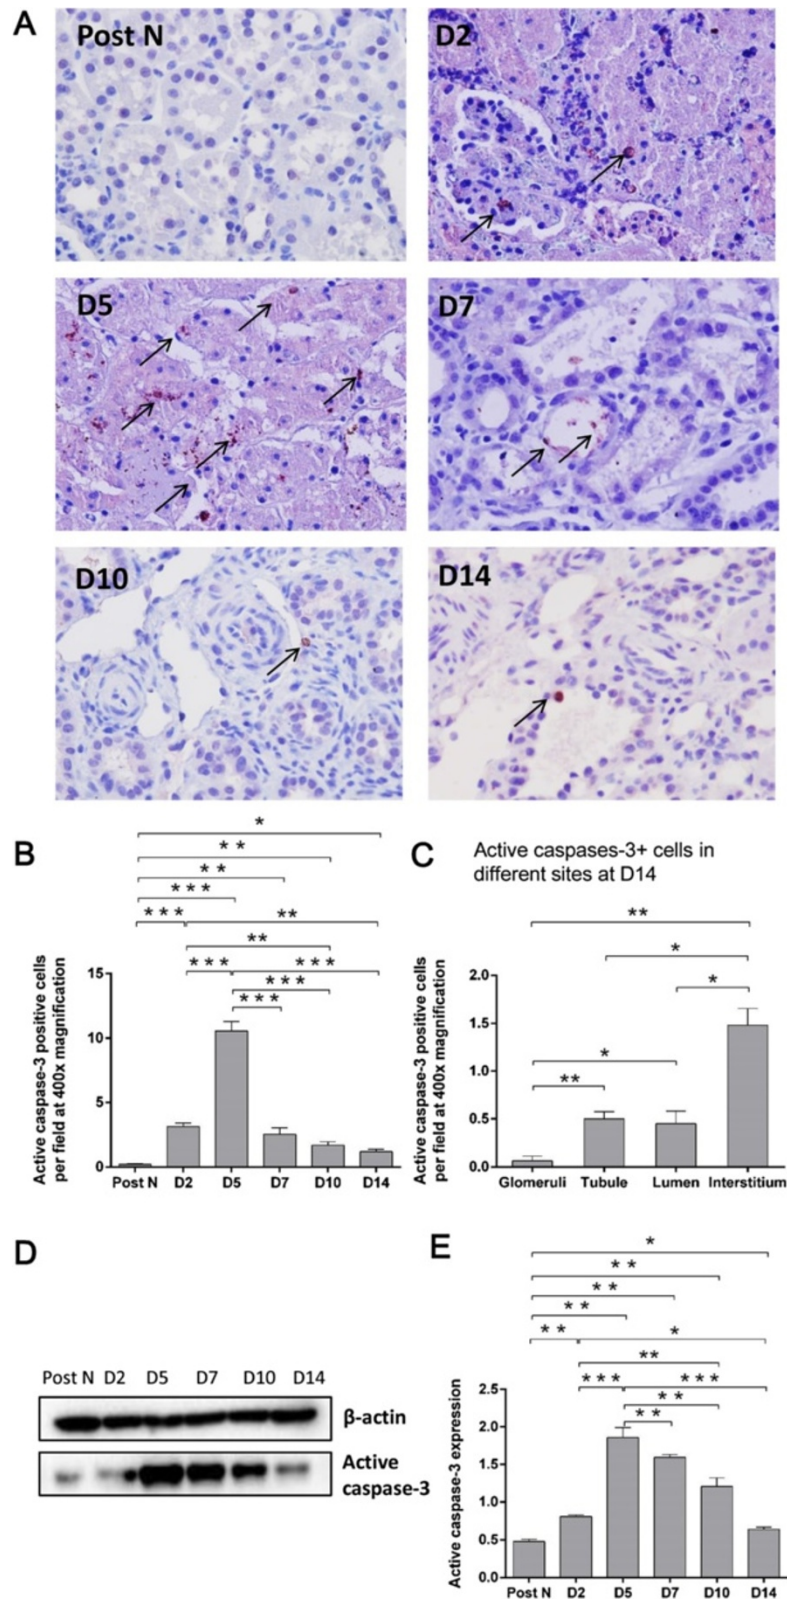 A
Post N
D2
D5
D7
D10
D14
B
*
* *
* *
* * *
* * *
**
**
* * *
* * *
* * *
* * *
Active caspase-3 positive cells
per field at 400x magnification
15
10
5
0
Post N D2 D5 D7 D10 D14
C
Active caspases-3+ cells in
different sites at D14
**
*
*
*
**
Active caspase-3 positive cells
per field at 400x magnification
2.0
1.5
1.0
0.5
0.0
Glomeruli Tubule Lumen Interstitium
D
Post N D2 D5 D7 D10 D14
β-actin
Active
caspase-3
E
*
* *
* *
* *
* *
*
**
* * *
* * *
* *
* *
Active caspase-3 expression
2.5
2.0
1.5
1.0
0.5
0.0
Post N D2 D5 D7 D10 D14